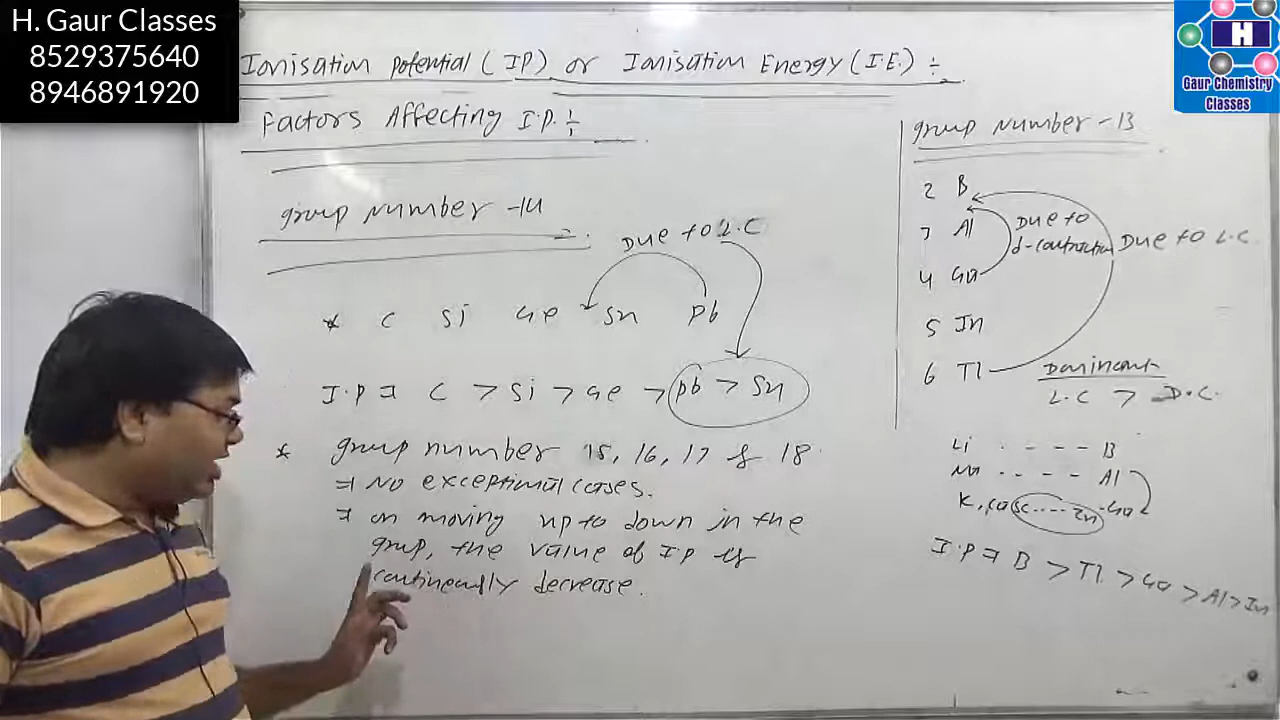 H. Gaur Classes
8529375640
8946891920
H
Gaur Chemistry
Classes
Ionisation Potential (IP) or Ionisation Energy (I.E.) ÷
Factors Affecting I.P. ÷
group number -14
Due to L.C
* C Si Ge Sn Pb
I.P ⇒ C > Si > Ge > Pb > Sn
* group number 15, 16, 17 & 18
⇒ No exceptional cases.
⇒ on moving up to down in the
group, the value of I.P is
continually decrease.
group number -13
2 B
3 Al
Due to
d-contraction
Due to L.C.
4 Ga
5 In
6 Tl
Dominant
L.C > D.C.
Li - - - - B
Na - - - - Al
K, Ca Sc ---- Zn Ga
I.P ⇒ B > Tl > Ga > Al > In